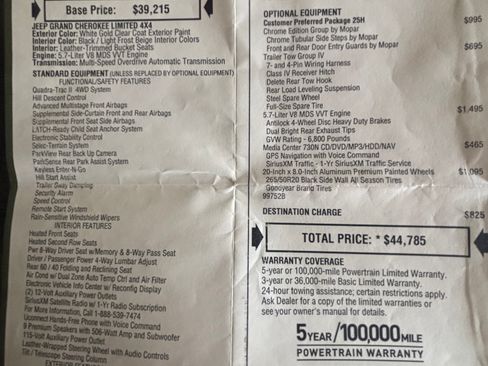 Base Price: $39,215
JEEP GRAND CHEROKEE LIMITED 4X4
Exterior Color: White Gold Clear Coat Exterior Paint
Interior Color: Black / Light Frost Beige Interior Colors
Interior: Leather-Trimmed Bucket Seats
Engine: 5.7-Liter V8 MDS VVT Engine
Transmission: Multi-Speed Overdrive Automatic Transmission
STANDARD EQUIPMENT (UNLESS REPLACED BY OPTIONAL EQUIPMENT)
FUNCTIONAL/SAFETY FEATURES
Quadra-Trac II 4WD System
Hill Descent Control
Advanced Multistage Front Airbags
Supplemental Side-Curtain Front and Rear Airbags
Supplemental Front Seat Side Airbags
LATCH-Ready Child Seat Anchor System
Electronic Stability Control
Selec-Terrain System
ParkView Rear Back Up Camera
ParkSense Rear Park Assist System
Keyless Enter-N-Go
Hill Start Assist
Trailer Sway Damping
Security Alarm
Speed Control
Remote Start System
Rain-Sensitive Windshield Wipers
INTERIOR FEATURES
Heated Front Seats
Heated Second Row Seats
Pwr 8-Way Driver Seat w/Memory & 8-Way Pass Seat
Driver / Passenger Power 4-Way Lumbar Adjust
Rear 60 / 40 Folding and Reclining Seat
Air Cond w/ Dual Zone Auto Temp Ctrl and Air Filter
Electronic Vehicle Info Center w/ Reconfig Display
(2) 12-Volt Auxiliary Power Outlets
SiriusXM Satellite Radio w/ 1-Yr Radio Subscription
For More Information, Call 1-888-539-7474
Uconnect Hands-Free Phone with Voice Command
9 Premium Speakers with 506-Watt Amp and Subwoofer
115-Volt Auxiliary Power Outlet
Leather-Wrapped Steering Wheel with Audio Controls
Tilt / Telescope Steering Column
OPTIONAL EQUIPMENT
Customer Preferred Package 25H $995
Chrome Edition Group by Mopar
Chrome Tubular Side Steps by Mopar
Front and Rear Door Entry Guards by Mopar
Trailer Tow Group IV $695
7- and 4-Pin Wiring Harness
Class IV Receiver Hitch
Delete Rear Tow Hook
Rear Load Leveling Suspension
Steel Spare Wheel
Full-Size Spare Tire
5.7-Liter V8 MDS VVT Engine $1,495
Antilock 4-Wheel Disc Heavy Duty Brakes
Dual Bright Rear Exhaust Tips
GVW Rating - 6,800 Pounds
Media Center 730N CD/DVD/MP3/HDD/NAV $465
GPS Navigation with Voice Command
SiriusXM Traffic - 1-Yr SiriusXM Traffic Service
20-Inch x 8.0-Inch Aluminum Premium Painted Wheels $1,095
265/50R20 Black Side Wall All Season Tires
Goodyear Brand Tires
99752B
DESTINATION CHARGE $825
TOTAL PRICE: * $44,785
WARRANTY COVERAGE
5-year or 100,000-mile Powertrain Limited Warranty.
3-year or 36,000-mile Basic Limited Warranty.
24-hour towing assistance; certain restrictions apply.
Ask Dealer for a copy of the limited warranties or
see your owner's manual for details.
5YEAR/100,000MILE
POWERTRAIN WARRANTY